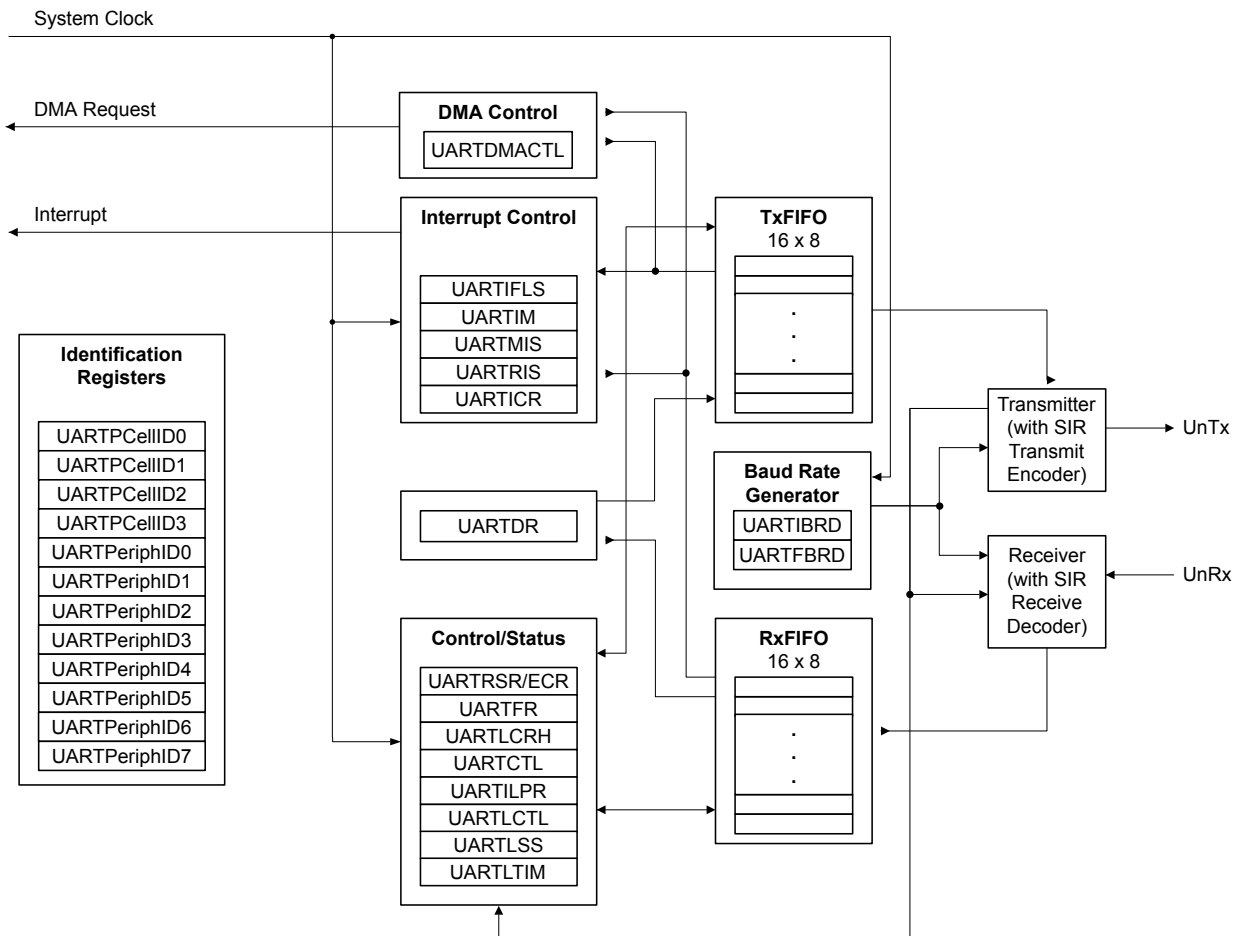 System Clock
DMA Request
DMA Control
UARTDMACTL
Interrupt
Interrupt Control
UARTIFLS
UARTIM
UARTMIS
UARTRIS
UARTICR
TxFIFO
16 x 8
.
.
.
Identification
Registers
UARTPCellID0
UARTPCellID1
UARTPCellID2
UARTPCellID3
UARTPeriphID0
UARTPeriphID1
UARTPeriphID2
UARTPeriphID3
UARTPeriphID4
UARTPeriphID5
UARTPeriphID6
UARTPeriphID7
UARTDR
Baud Rate
Generator
UARTIBRD
UARTFBRD
Transmitter
(with SIR
Transmit
Encoder)
UnTx
Receiver
(with SIR
Receive
Decoder)
UnRx
Control/Status
UARTRSR/ECR
UARTFR
UARTLCRH
UARTCTL
UARTILPR
UARTLCTL
UARTLSS
UARTLTIM
RxFIFO
16 x 8
.
.
.